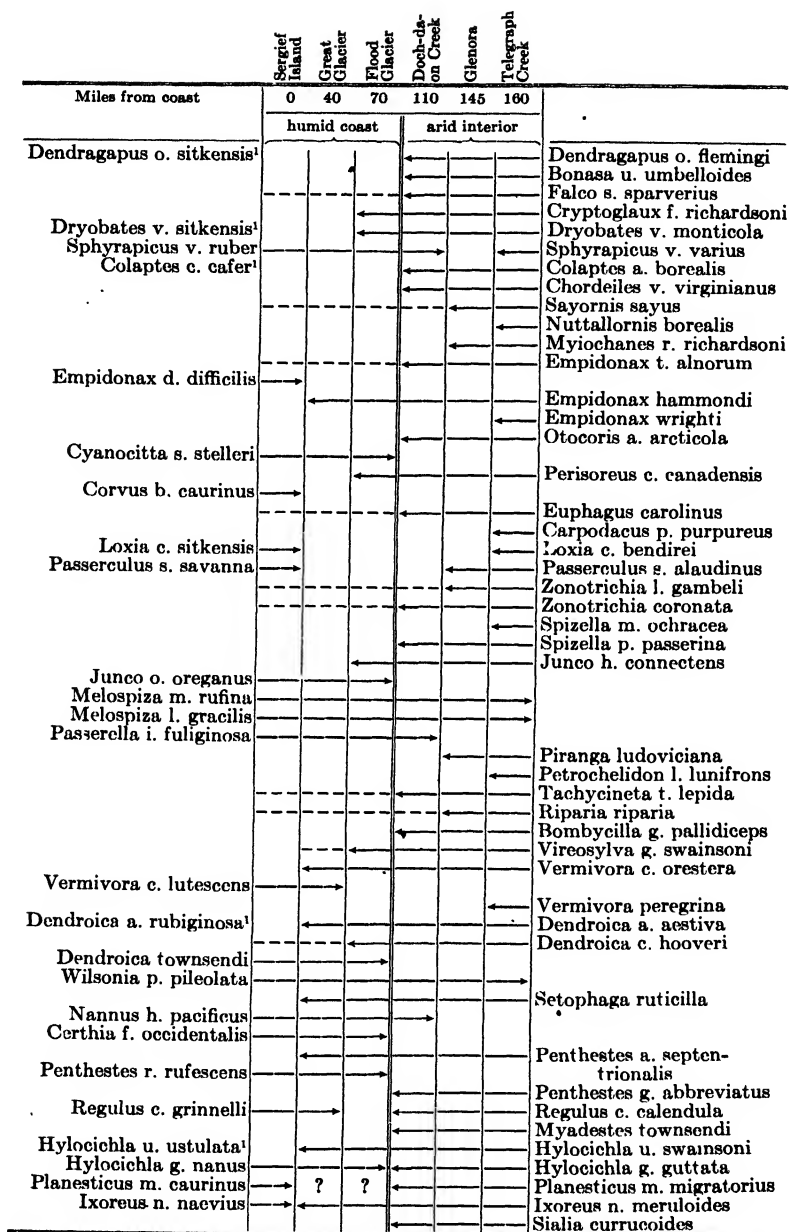 Sergief Island
Great Glacier
Flood Glacier
Doch-da-on Creek
Glenora
Telegraph Creek
Miles from coast 0 40 70 110 145 160
humid coast arid interior
Dendragapus o. sitkensis¹ Dendragapus o. flemingi
Bonasa u. umbelloides
Falco s. sparverius
Cryptoglaux f. richardsoni
Dryobates v. sitkensis¹ Dryobates v. monticola
Sphyrapicus v. ruber Sphyrapicus v. varius
Colaptes c. cafer¹ Colaptes a. borealis
Chordeiles v. virginianus
Sayornis sayus
Nuttallornis borealis
Myiochanes r. richardsoni
Empidonax t. alnorum
Empidonax d. difficilis
Empidonax hammondi
Empidonax wrighti
Otocoris a. arcticola
Cyanocitta s. stelleri
Perisoreus c. canadensis
Corvus b. caurinus
Euphagus carolinus
Carpodacus p. purpureus
Loxia c. sitkensis Loxia c. bendirei
Passerculus s. savanna Passerculus s. alaudinus
Zonotrichia l. gambeli
Zonotrichia coronata
Spizella m. ochracea
Spizella p. passerina
Junco h. connectens
Junco o. oreganus
Melospiza m. rufina
Melospiza l. gracilis
Passerella i. fuliginosa
Piranga ludoviciana
Petrochelidon l. lunifrons
Tachycineta t. lepida
Riparia riparia
Bombycilla g. pallidiceps
Vireosylva g. swainsoni
Vermivora c. orestera
Vermivora c. lutescens
Vermivora peregrina
Dendroica a. rubiginosa¹ Dendroica a. aestiva
Dendroica c. hooveri
Dendroica townsendi
Wilsonia p. pileolata
Setophaga ruticilla
Nannus h. pacificus
Certhia f. occidentalis
Penthestes a. septen-
trionalis
Penthestes r. rufescens
Penthestes g. abbreviatus
Regulus c. grinnelli Regulus c. calendula
Myadestes townsendi
Hylocichla u. ustulata¹ Hylocichla u. swainsoni
Hylocichla g. nanus Hylocichla g. guttata
Planesticus m. caurinus ? ? Planesticus m. migratorius
Ixoreus n. naevius Ixoreus n. meruloides
Sialia currucoides